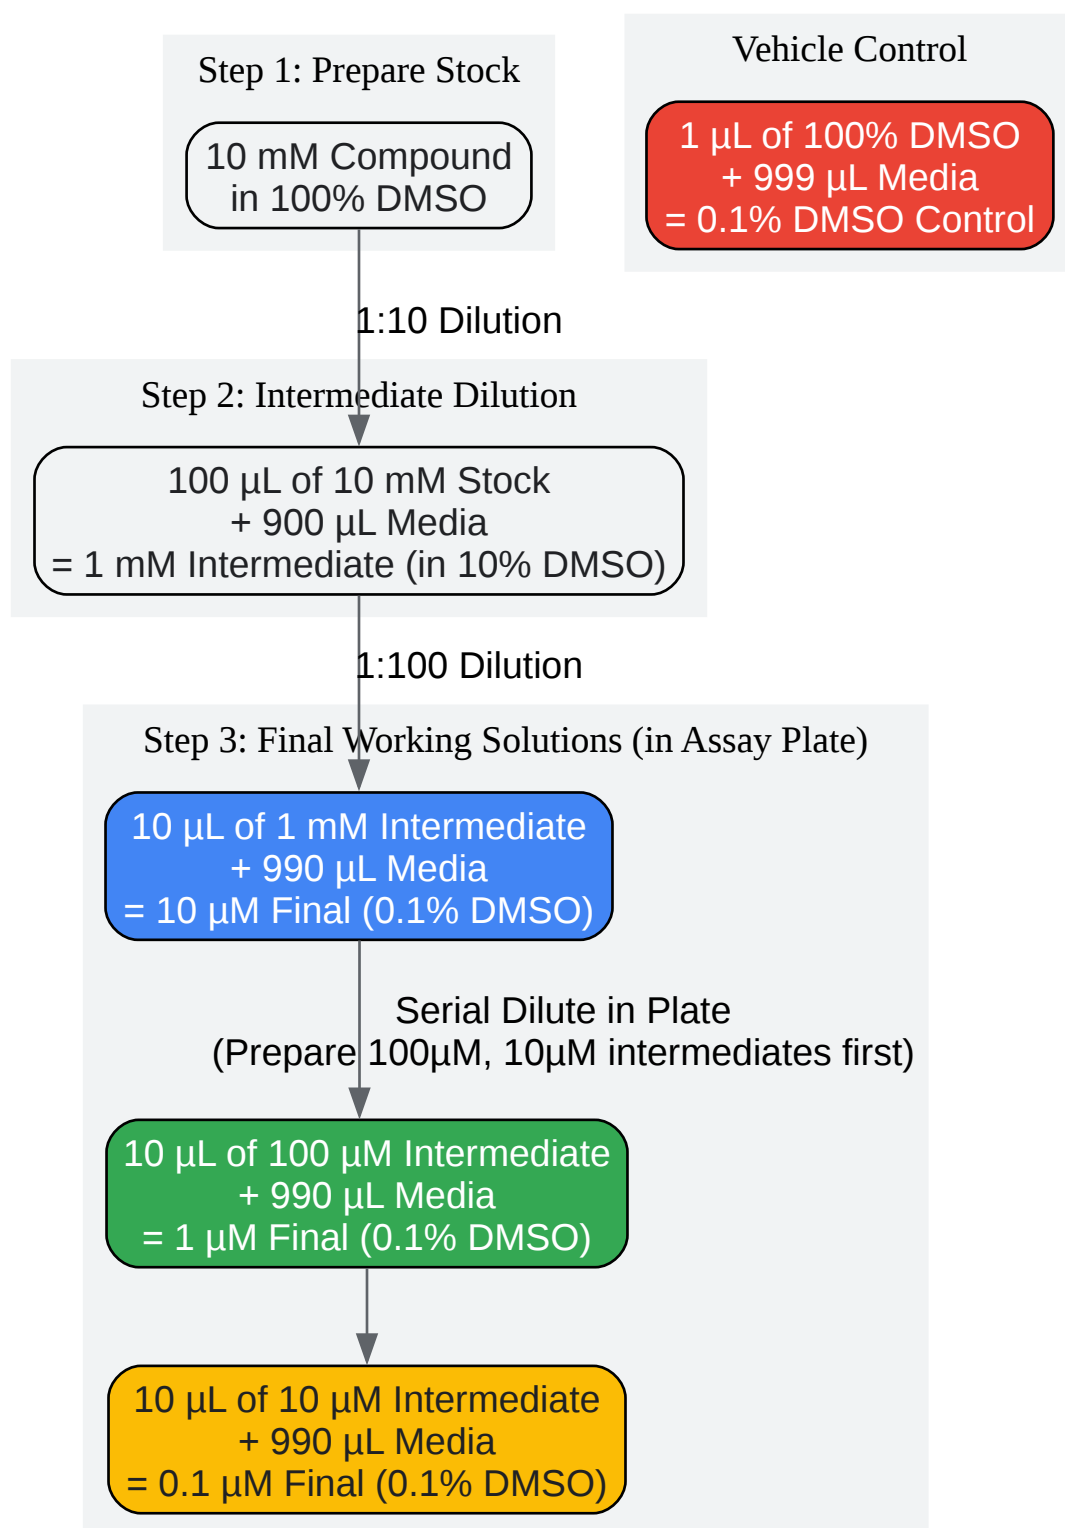 Step 1: Prepare Stock
10 mM Compound
in 100% DMSO
Vehicle Control
1 µL of 100% DMSO
+ 999 µL Media
= 0.1% DMSO Control
1:10 Dilution
Step 2: Intermediate Dilution
100 µL of 10 mM Stock
+ 900 µL Media
= 1 mM Intermediate (in 10% DMSO)
1:100 Dilution
Step 3: Final Working Solutions (in Assay Plate)
10 µL of 1 mM Intermediate
+ 990 µL Media
= 10 µM Final (0.1% DMSO)
Serial Dilute in Plate
(Prepare 100µM, 10µM intermediates first)
10 µL of 100 µM Intermediate
+ 990 µL Media
= 1 µM Final (0.1% DMSO)
10 µL of 10 µM Intermediate
+ 990 µL Media
= 0.1 µM Final (0.1% DMSO)